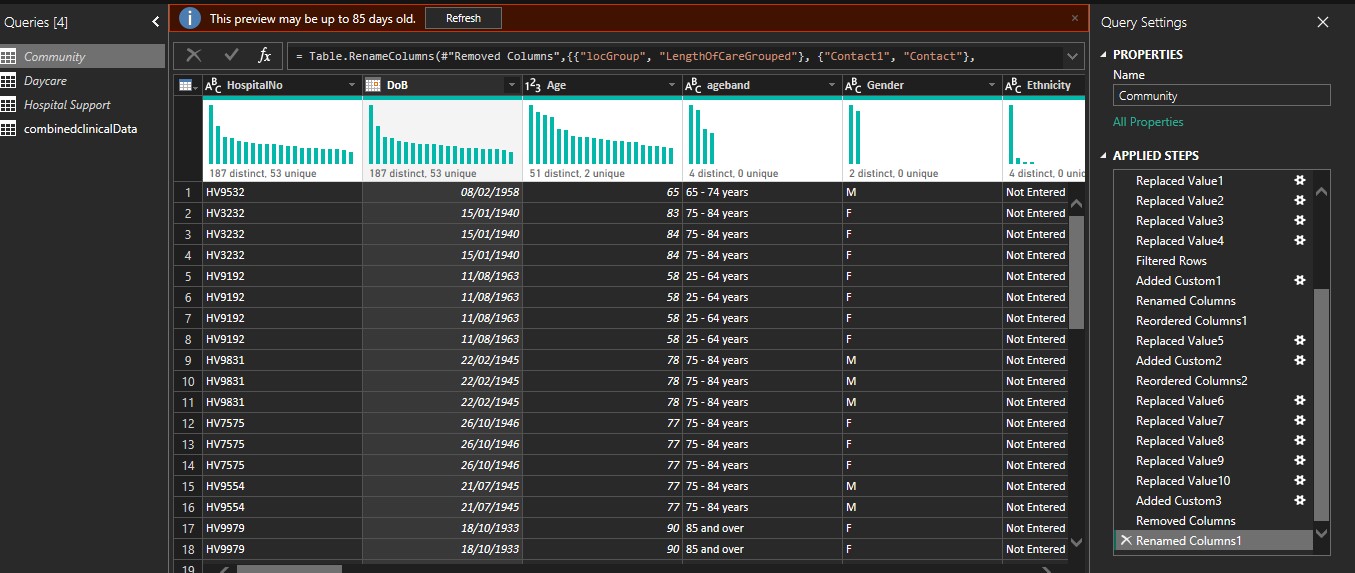 Queries [4]
Community
Daycare
Hospital Support
combinedclinicalData
This preview may be up to 85 days old. Refresh
fx = Table.RenameColumns(#"Removed Columns",{{"locGroup", "LengthOfCareGrouped"}, {"Contact1", "Contact"},
HospitalNo DoB Age ageband Gender Ethnicity
187 distinct, 53 unique 187 distinct, 53 unique 51 distinct, 2 unique 4 distinct, 0 unique 2 distinct, 0 unique 4 distinct, 0 unic
1 HV9532 08/02/1958 65 65 - 74 years M Not Entered
2 HV3232 15/01/1940 83 75 - 84 years F Not Entered
3 HV3232 15/01/1940 84 75 - 84 years F Not Entered
4 HV3232 15/01/1940 84 75 - 84 years F Not Entered
5 HV9192 11/08/1963 58 25 - 64 years F Not Entered
6 HV9192 11/08/1963 58 25 - 64 years F Not Entered
7 HV9192 11/08/1963 58 25 - 64 years F Not Entered
8 HV9192 11/08/1963 58 25 - 64 years F Not Entered
9 HV9831 22/02/1945 78 75 - 84 years M Not Entered
10 HV9831 22/02/1945 78 75 - 84 years M Not Entered
11 HV9831 22/02/1945 78 75 - 84 years M Not Entered
12 HV7575 26/10/1946 77 75 - 84 years F Not Entered
13 HV7575 26/10/1946 77 75 - 84 years F Not Entered
14 HV7575 26/10/1946 77 75 - 84 years F Not Entered
15 HV9554 21/07/1945 77 75 - 84 years M Not Entered
16 HV9554 21/07/1945 77 75 - 84 years M Not Entered
17 HV9979 18/10/1933 90 85 and over F Not Entered
18 HV9979 18/10/1933 90 85 and over F Not Entered
19
Query Settings
PROPERTIES
Name
Community
All Properties
APPLIED STEPS
Replaced Value1
Replaced Value2
Replaced Value3
Replaced Value4
Filtered Rows
Added Custom1
Renamed Columns
Reordered Columns1
Replaced Value5
Added Custom2
Reordered Columns2
Replaced Value6
Replaced Value7
Replaced Value8
Replaced Value9
Replaced Value10
Added Custom3
Removed Columns
Renamed Columns1